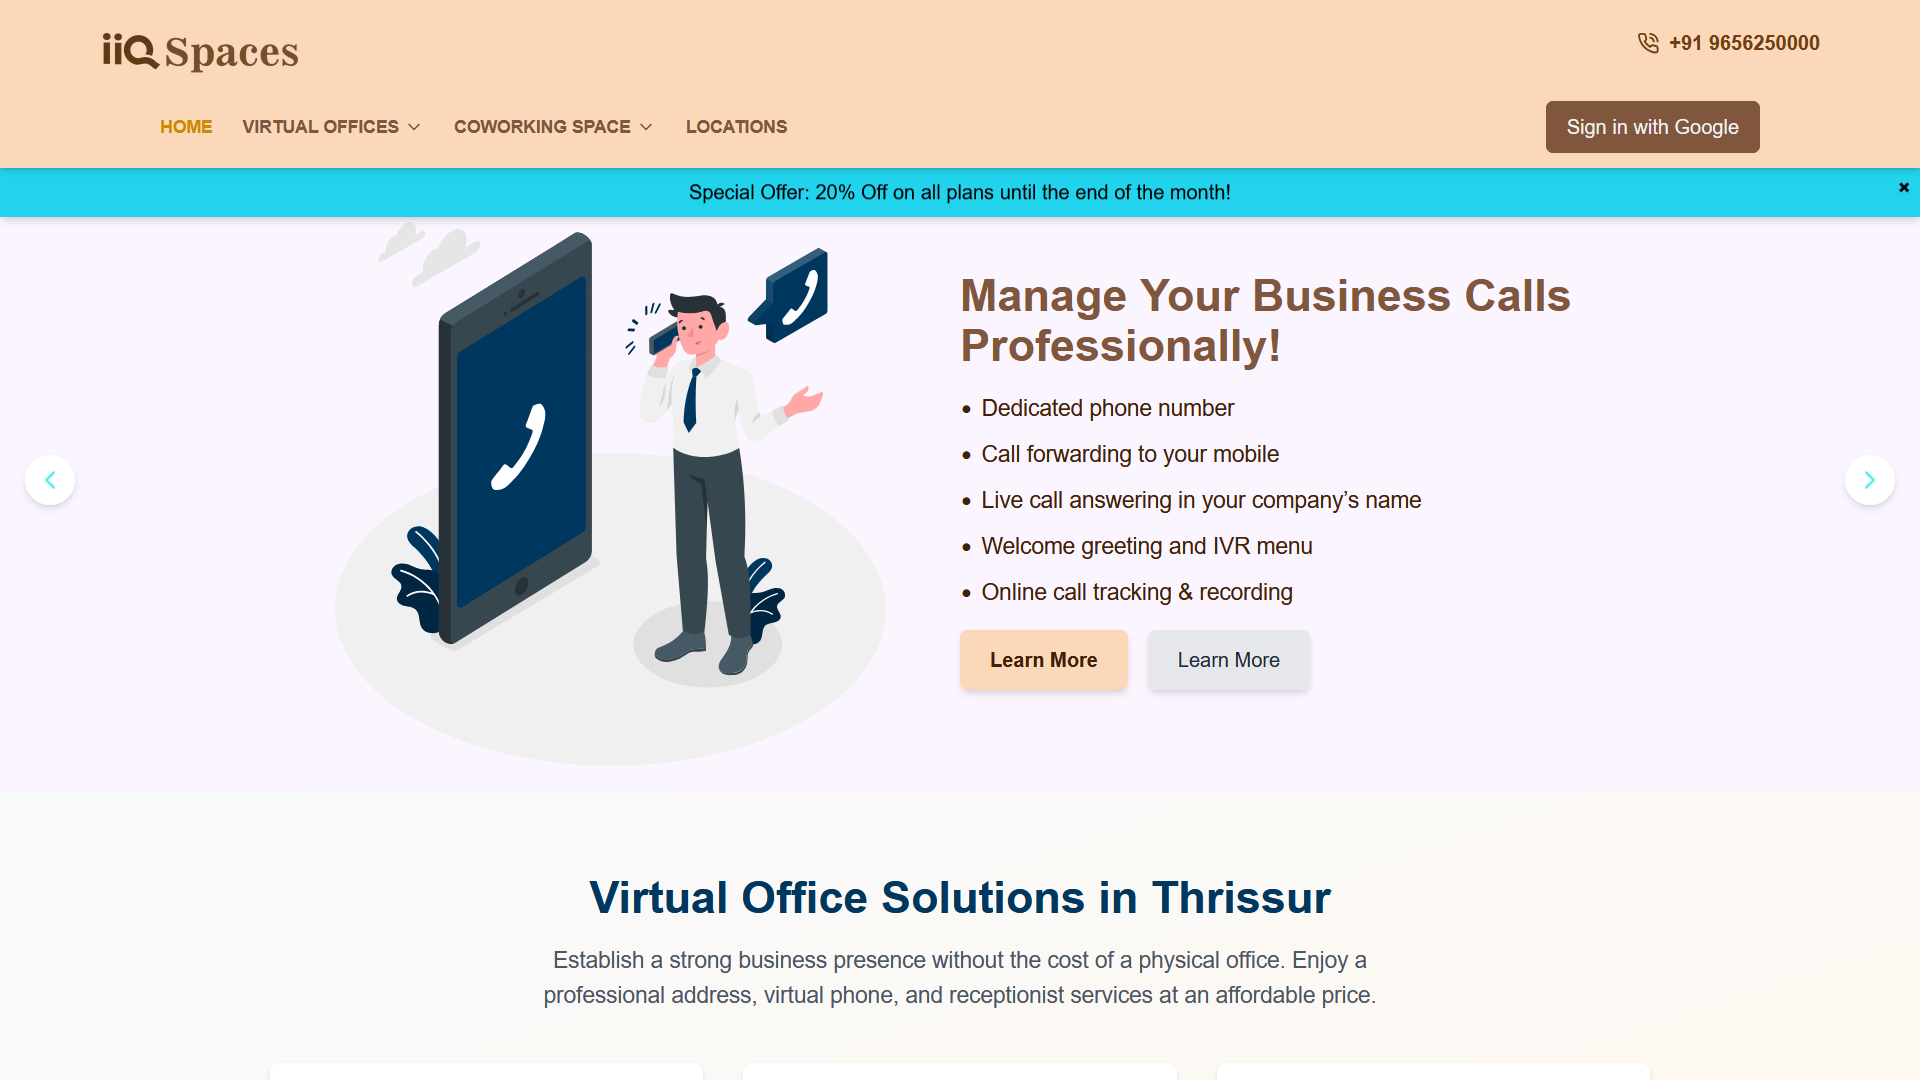 iiQ Spaces
+91 9656250000
HOME
VIRTUAL OFFICES
COWORKING SPACE
LOCATIONS
Sign in with Google
Special Offer: 20% Off on all plans until the end of the month!
Manage Your Business Calls
Professionally!
• Dedicated phone number
• Call forwarding to your mobile
• Live call answering in your company’s name
• Welcome greeting and IVR menu
• Online call tracking & recording
Learn More
Learn More
Virtual Office Solutions in Thrissur
Establish a strong business presence without the cost of a physical office. Enjoy a
professional address, virtual phone, and receptionist services at an affordable price.